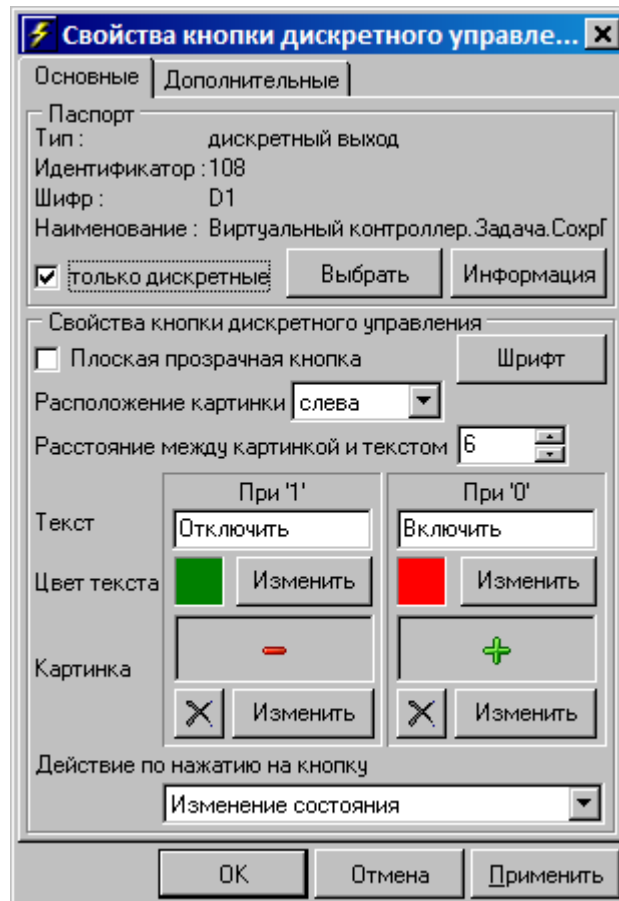 Свойства кнопки дискретного управле...
Основные Дополнительные
Паспорт
Тип : дискретный выход
Идентификатор : 108
Шифр : D1
Наименование : Виртуальный контроллер.Задача.Сохр
только дискретные Выбрать Информация
Свойства кнопки дискретного управления
Плоская прозрачная кнопка Шрифт
Расположение картинки слева
Расстояние между картинкой и текстом 6
При '1' При '0'
Текст Отключить Включить
Цвет текста Изменить Изменить
Картинка
Изменить Изменить
Действие по нажатию на кнопку
Изменение состояния
OK Отмена Применить